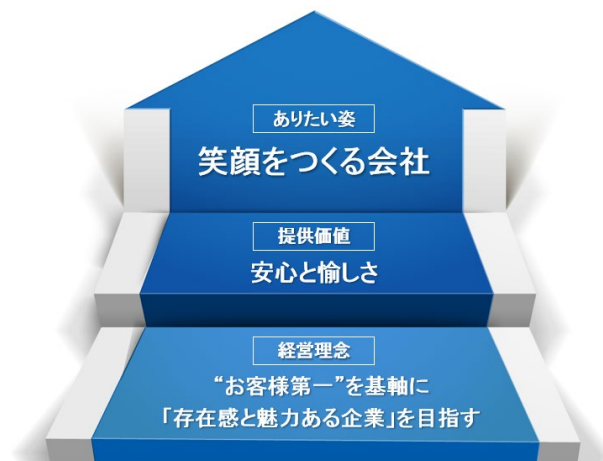 ありたい姿
笑顔をつくる会社
提供価値
安心と愉しさ
経営理念
“お客様第一”を基軸に
「存在感と魅力ある企業」を目指す